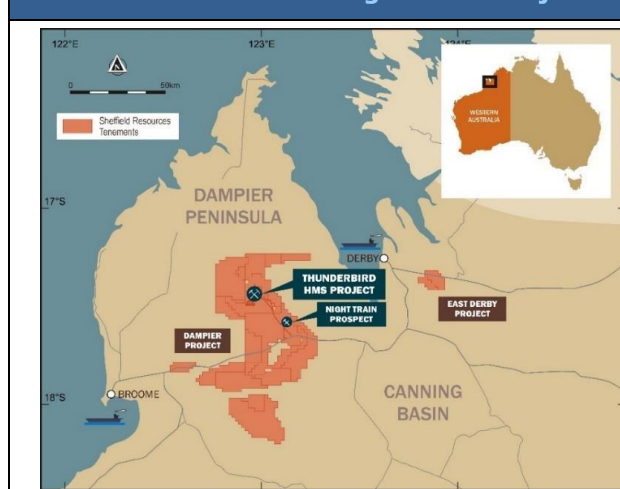 122°E
123°E
0
50km
Sheffield Resources
Tenements
WESTERN
AUSTRALIA
17°S
DAMPIER
PENINSULA
DERBY
THUNDERBIRD
HMS PROJECT
NIGHT TRAIN
PROSPECT
EAST DERBY
PROJECT
DAMPIER
PROJECT
BROOME
CANNING
BASIN
18°S